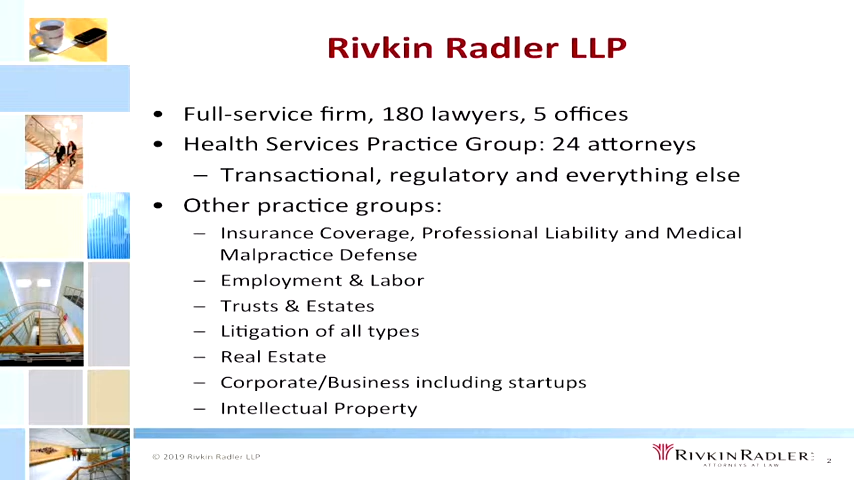 Rivkin Radler LLP
• Full-service firm, 180 lawyers, 5 offices
• Health Services Practice Group: 24 attorneys
– Transactional, regulatory and everything else
• Other practice groups:
– Insurance Coverage, Professional Liability and Medical
Malpractice Defense
– Employment & Labor
– Trusts & Estates
– Litigation of all types
– Real Estate
– Corporate/Business including startups
– Intellectual Property
© 2019 Rivkin Radler LLP
RIVKIN RADLER
ATTORNEYS AT LAW
2